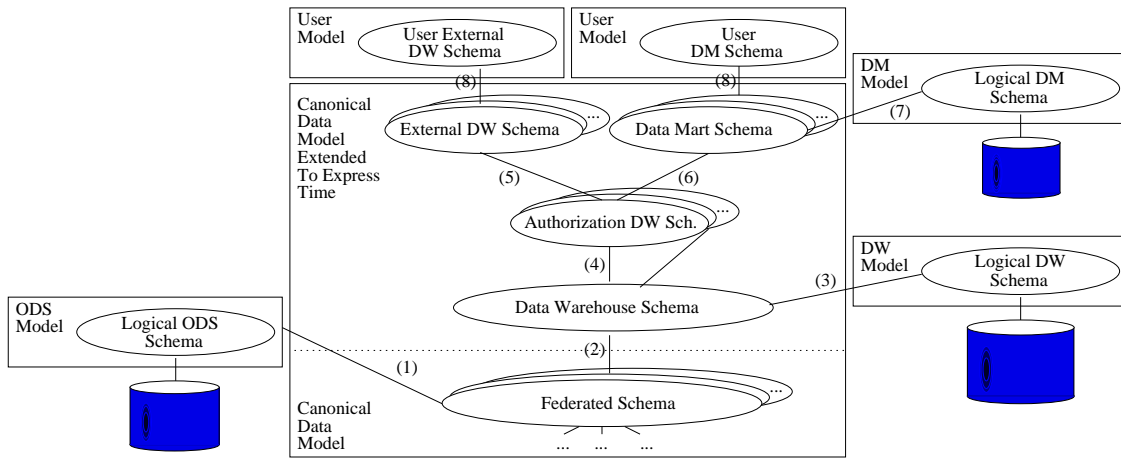 User
Model
User External
DW Schema
User
Model
User
DM Schema
(8)
(8)
DM
Model
Logical DM
Schema
(7)
Canonical
Data
Model
Extended
To Express
Time
External DW Schema
...
Data Mart Schema
...
(5)
(6)
Authorization DW Sch.
...
(4)
DW
Model
Logical DW
Schema
(3)
Data Warehouse Schema
ODS
Model
Logical ODS
Schema
(1)
(2)
Canonical
Data
Model
Federated Schema
...
... ... ...